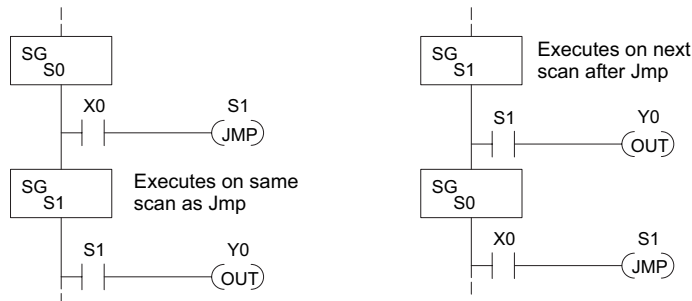 SG
S0
X0
S1
JMP
SG
S1
Executes on same
scan as Jmp
S1
Y0
OUT
SG
S1
Executes on next
scan after Jmp
S1
Y0
OUT
SG
S0
X0
S1
JMP